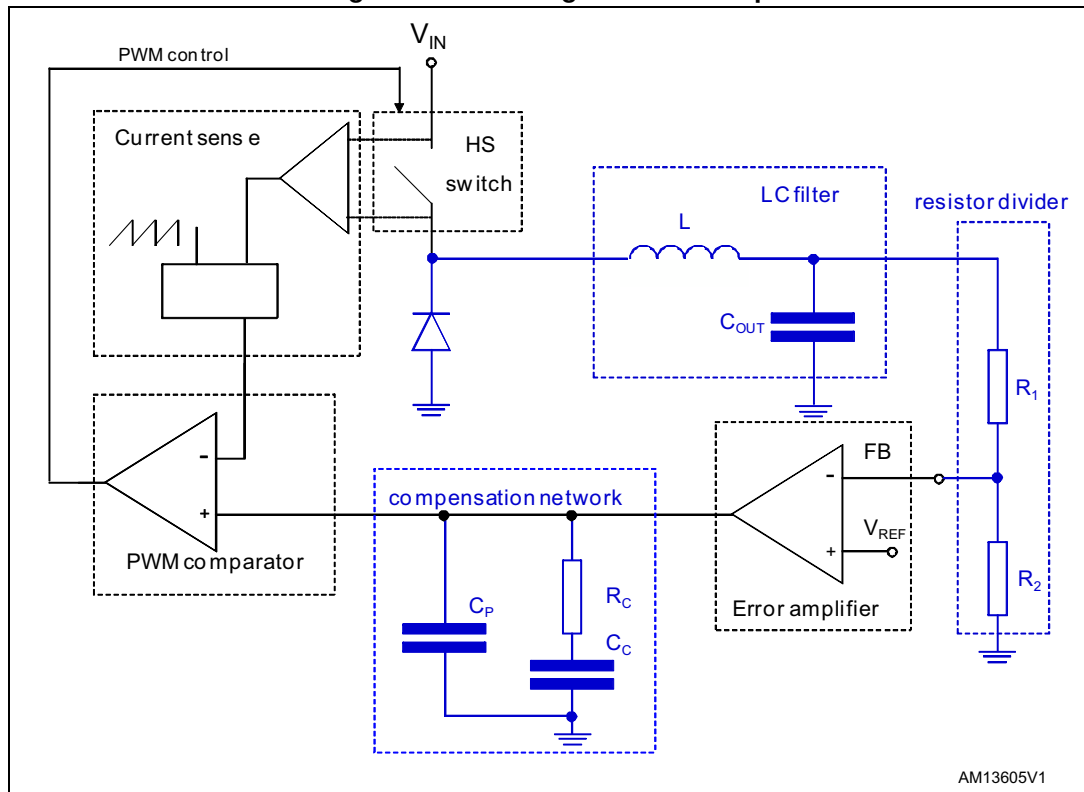 V_IN
PWM control
Current sense
HS
switch
LC filter
resistor divider
L
C_OUT
R_1
FB
-
compensation network
-
+
V_REF
+
PWM comparator
R_2
C_P
R_C
Error amplifier
C_C
AM13605V1